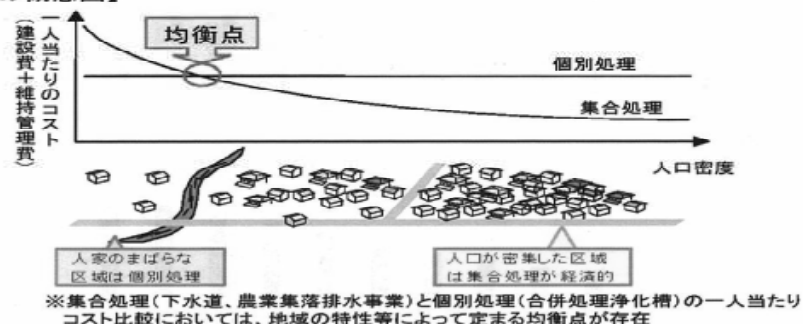 一人当たりのコスト
（建設費＋維持管理費）
均衡点
個別処理
集合処理
人口密度
人家のまばらな
区域は個別処理
人口が密集した区域
は集合処理が経済的
※集合処理（下水道、農業集落排水事業）と個別処理（合併処理浄化槽）の一人当たり
コスト比較においては、地域の特性等によって定まる均衡点が存在